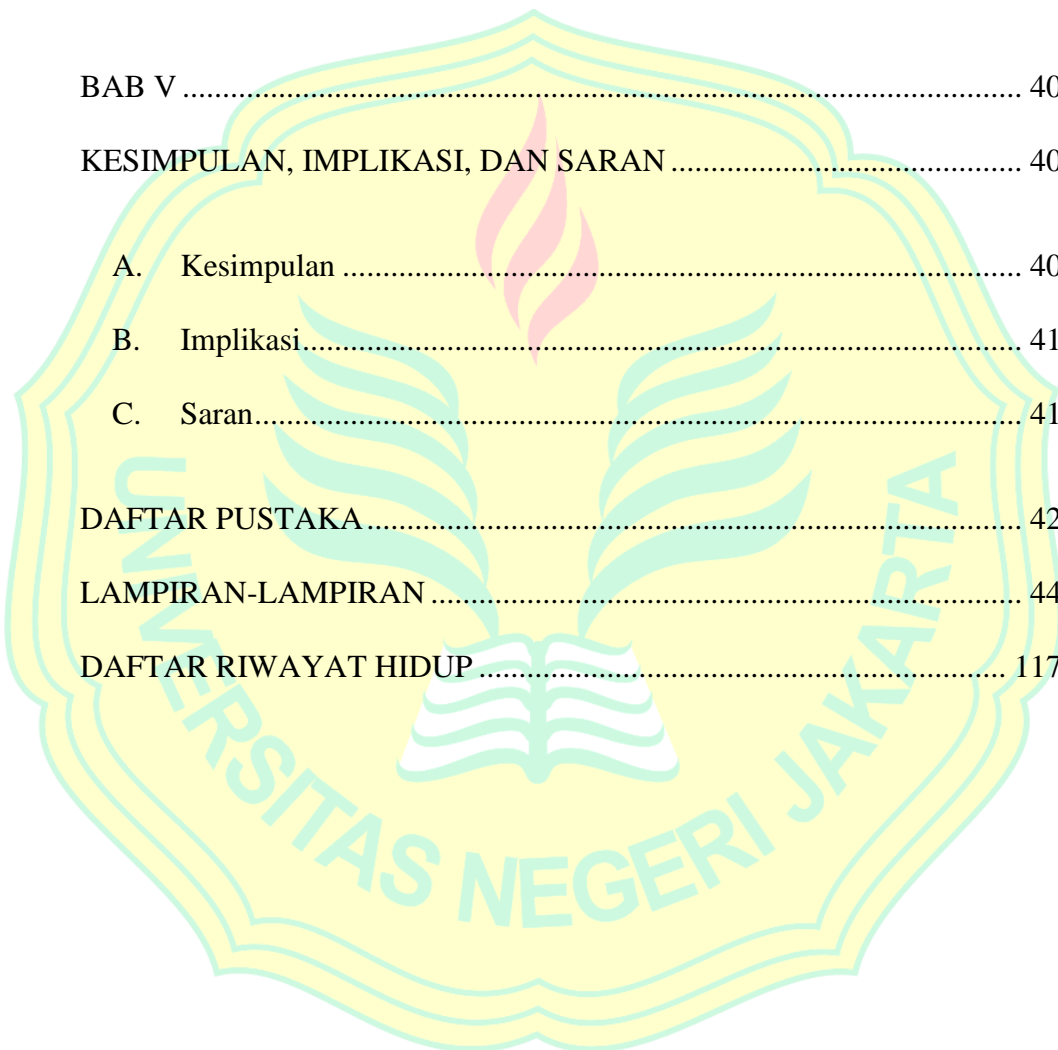 BAB V ........................................................................................................ 40
KESIMPULAN, IMPLIKASI, DAN SARAN ............................................ 40
A. Kesimpulan ..................................................................................... 40
B. Implikasi.......................................................................................... 41
C. Saran................................................................................................ 41
DAFTAR PUSTAKA.................................................................................. 42
LAMPIRAN-LAMPIRAN .......................................................................... 44
DAFTAR RIWAYAT HIDUP .................................................................. 117
UNIVERSITAS NEGERI JAKARTA